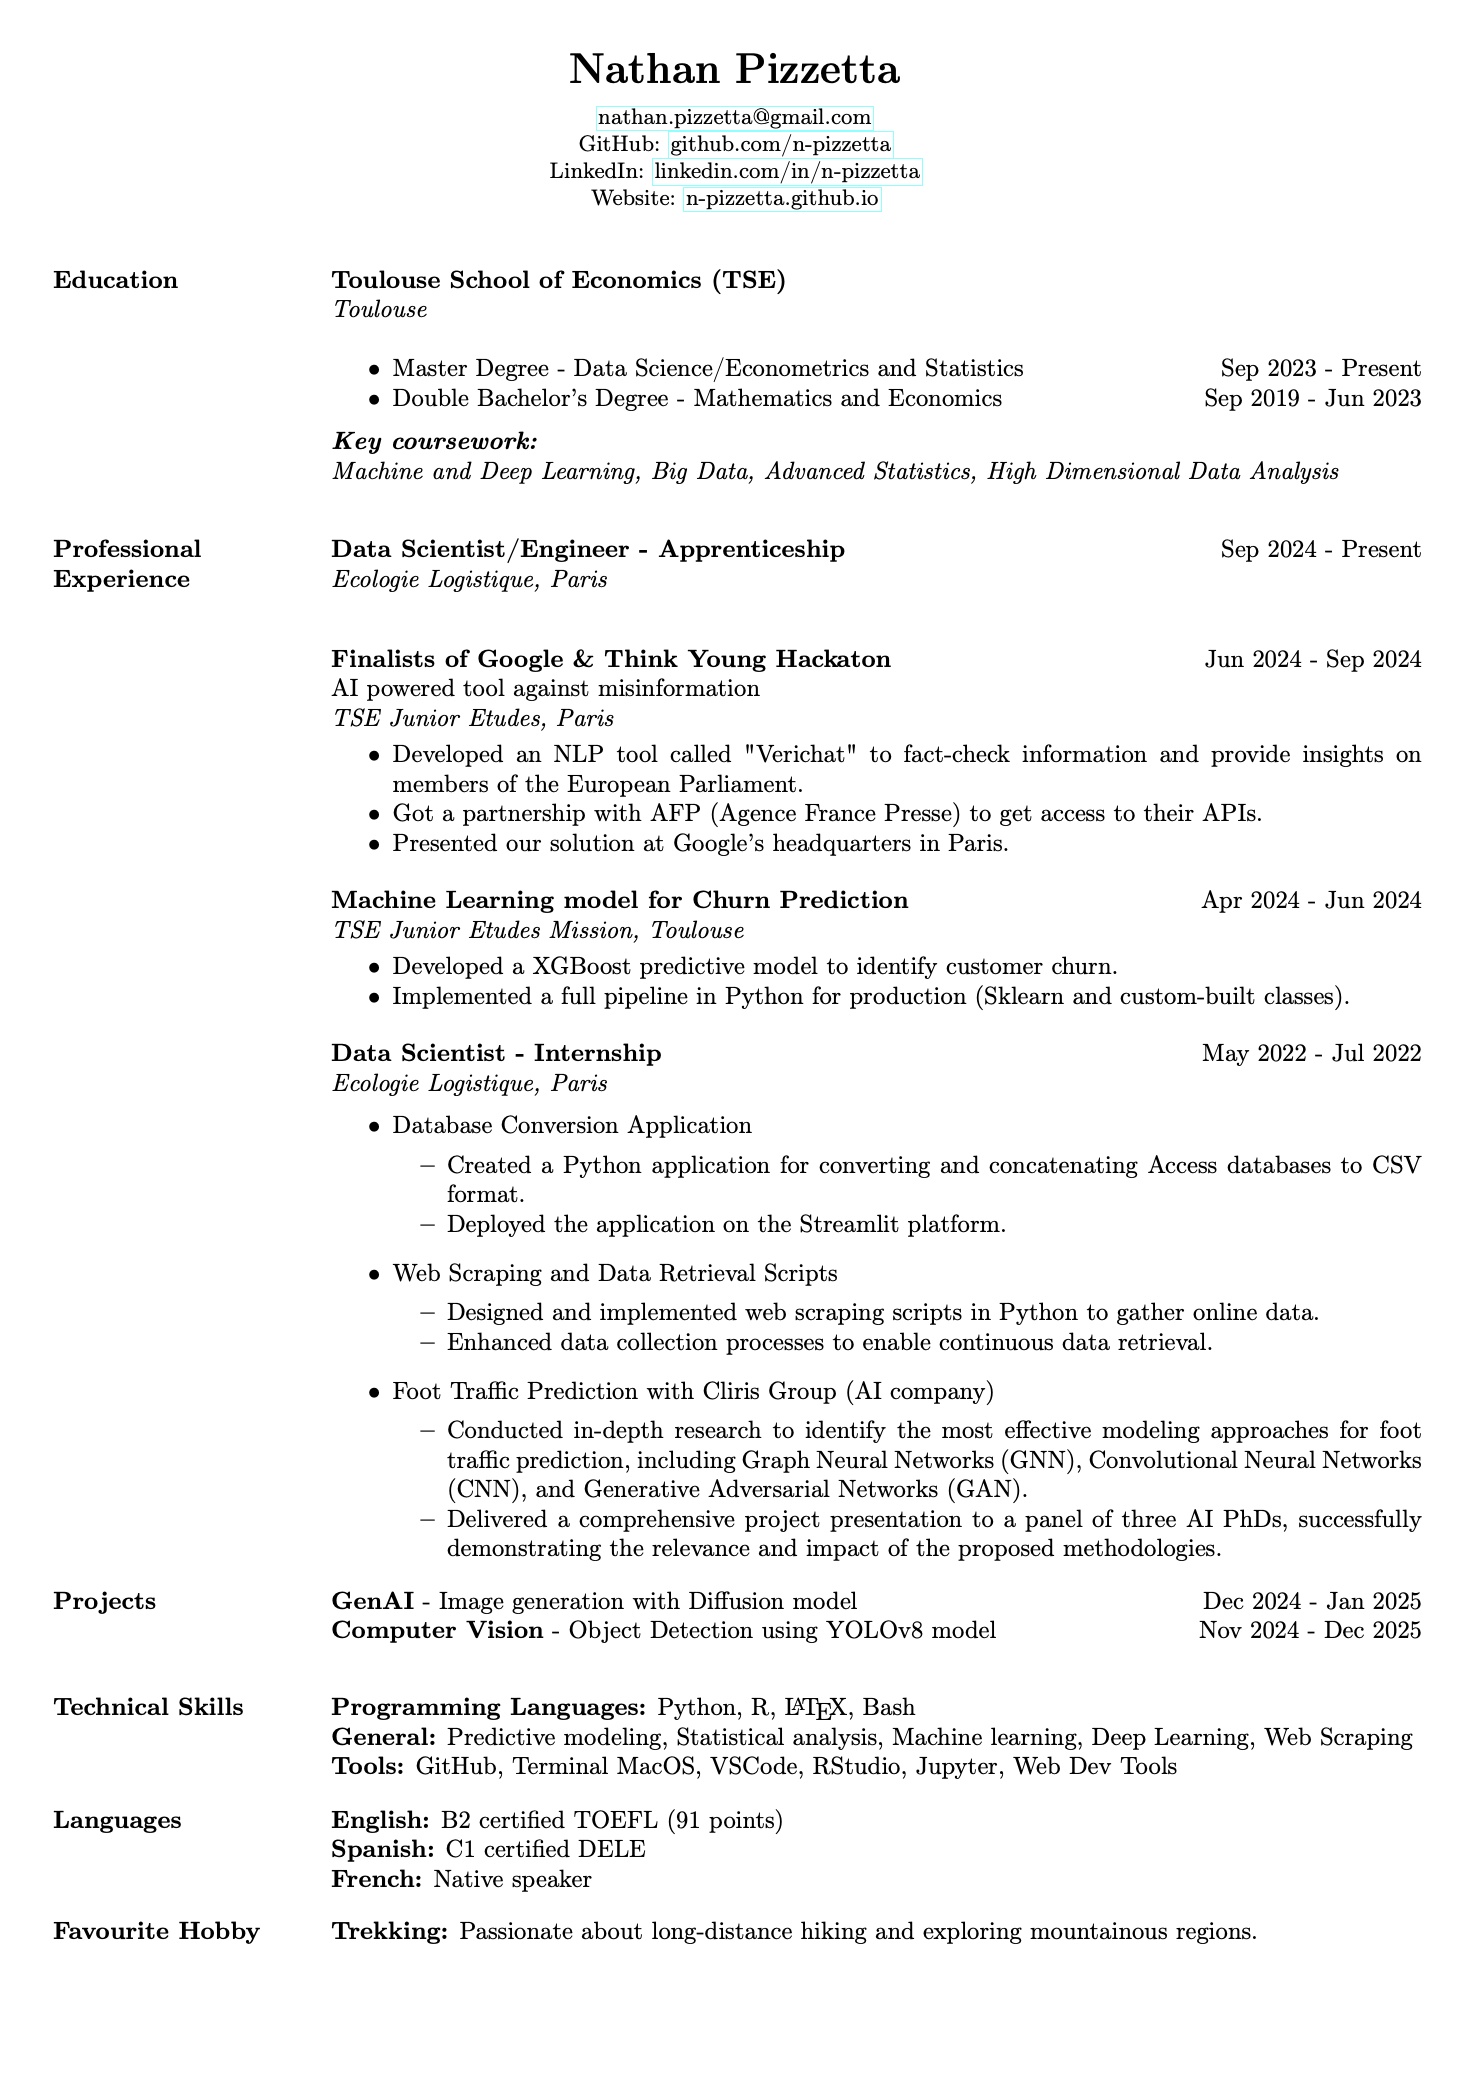 Nathan Pizzetta
nathan.pizzetta@gmail.com
GitHub: github.com/n-pizzetta
LinkedIn: linkedin.com/in/n-pizzetta
Website: n-pizzetta.github.io
Education
Toulouse School of Economics (TSE)
Toulouse
• Master Degree - Data Science/Econometrics and Statistics Sep 2023 - Present
• Double Bachelor's Degree - Mathematics and Economics Sep 2019 - Jun 2023
Key coursework:
Machine and Deep Learning, Big Data, Advanced Statistics, High Dimensional Data Analysis
Professional
Experience
Data Scientist/Engineer - Apprenticeship Sep 2024 - Present
Ecologie Logistique, Paris
Finalists of Google & Think Young Hackaton Jun 2024 - Sep 2024
AI powered tool against misinformation
TSE Junior Etudes, Paris
• Developed an NLP tool called "Verichat" to fact-check information and provide insights on
members of the European Parliament.
• Got a partnership with AFP (Agence France Presse) to get access to their APIs.
• Presented our solution at Google's headquarters in Paris.
Machine Learning model for Churn Prediction Apr 2024 - Jun 2024
TSE Junior Etudes Mission, Toulouse
• Developed a XGBoost predictive model to identify customer churn.
• Implemented a full pipeline in Python for production (Sklearn and custom-built classes).
Data Scientist - Internship May 2022 - Jul 2022
Ecologie Logistique, Paris
• Database Conversion Application
– Created a Python application for converting and concatenating Access databases to CSV
format.
– Deployed the application on the Streamlit platform.
• Web Scraping and Data Retrieval Scripts
– Designed and implemented web scraping scripts in Python to gather online data.
– Enhanced data collection processes to enable continuous data retrieval.
• Foot Traffic Prediction with Cliris Group (AI company)
– Conducted in-depth research to identify the most effective modeling approaches for foot
traffic prediction, including Graph Neural Networks (GNN), Convolutional Neural Networks
(CNN), and Generative Adversarial Networks (GAN).
– Delivered a comprehensive project presentation to a panel of three AI PhDs, successfully
demonstrating the relevance and impact of the proposed methodologies.
Projects
GenAI - Image generation with Diffusion model Dec 2024 - Jan 2025
Computer Vision - Object Detection using YOLOv8 model Nov 2024 - Dec 2025
Technical Skills
Programming Languages: Python, R, LATEX, Bash
General: Predictive modeling, Statistical analysis, Machine learning, Deep Learning, Web Scraping
Tools: GitHub, Terminal MacOS, VSCode, RStudio, Jupyter, Web Dev Tools
Languages
English: B2 certified TOEFL (91 points)
Spanish: C1 certified DELE
French: Native speaker
Favourite Hobby
Trekking: Passionate about long-distance hiking and exploring mountainous regions.